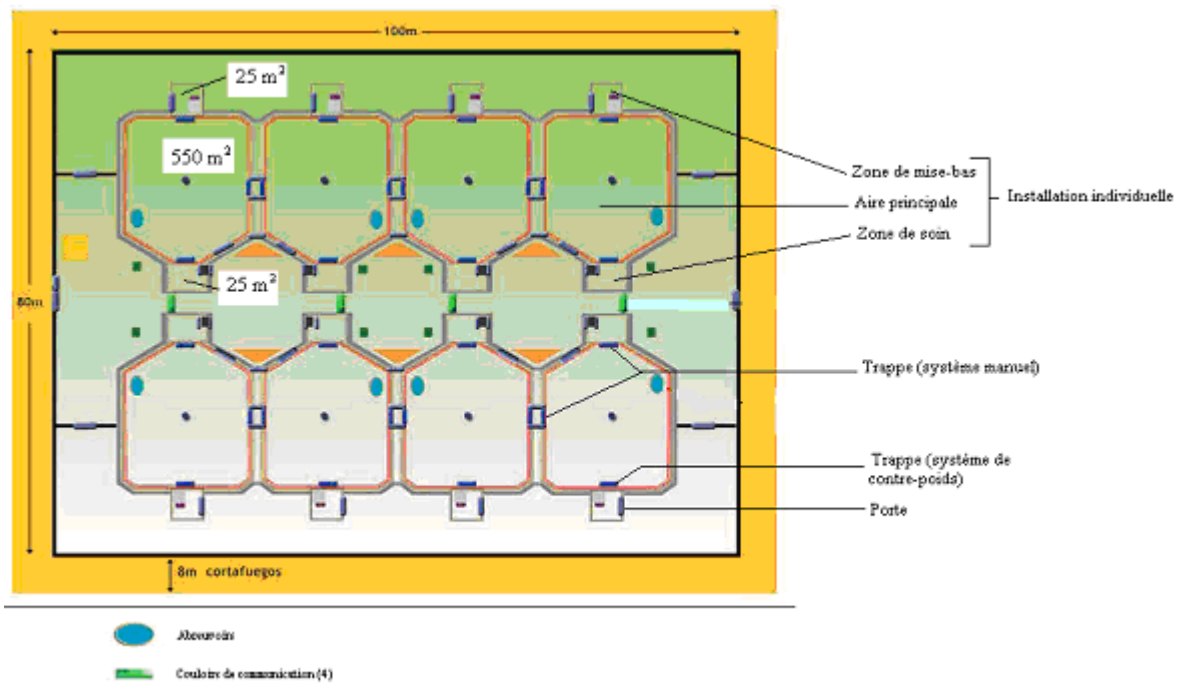 100m
25 m²
550 m²
Zone de mise-bas
Aire principale
Installation individuelle
Zone de soin
25 m²
80m
Trappe (système manuel)
Trappe (système de
contre-poids)
Porte
8m cortafuegos
Abreuvoirs
Couloirs de communication (4)